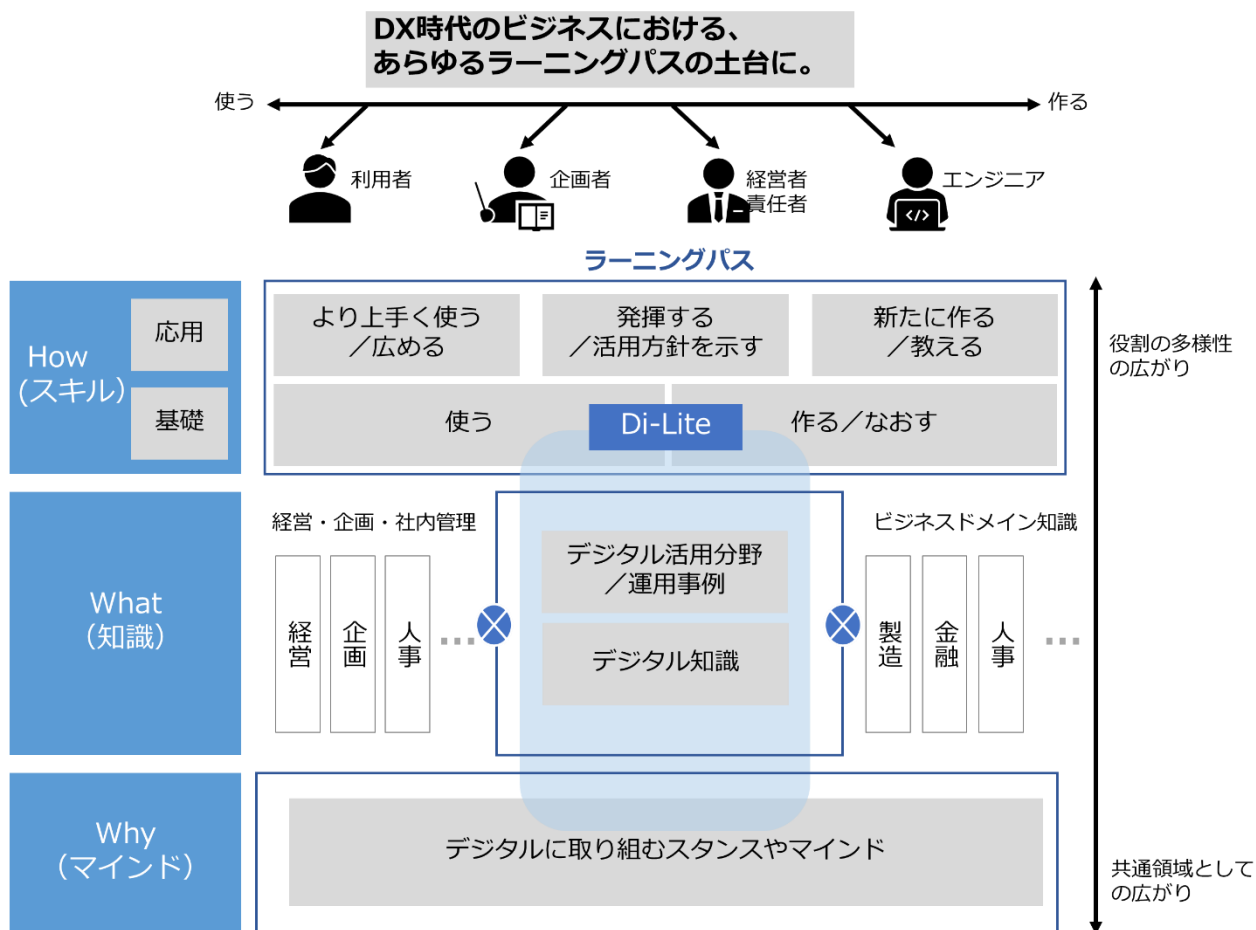 DX時代のビジネスにおける、
あらゆるラーニングパスの土台に。
使う
作る
利用者
企画者
経営者
責任者
エンジニア
</>
ラーニングパス
How
(スキル)
応用
基礎
より上手く使う
／広める
発揮する
／活用方針を示す
新たに作る
／教える
使う
Di-Lite
作る／なおす
役割の多様性
の広がり
What
（知識）
経営・企画・社内管理
経営
企画
人事
…
デジタル活用分野
／運用事例
デジタル知識
ビジネスドメイン知識
製造
金融
人事
…
Why
（マインド）
デジタルに取り組むスタンスやマインド
共通領域として
の広がり